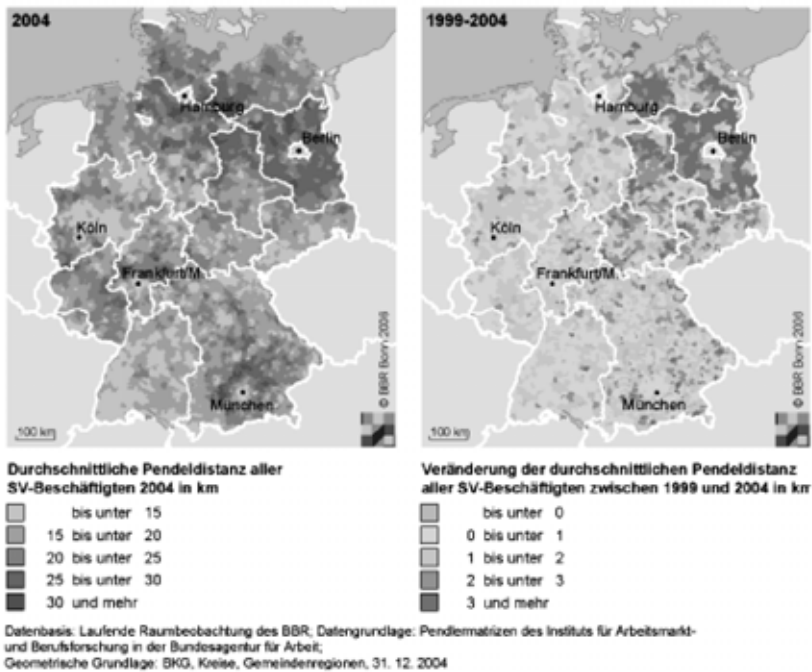 2004
Hamburg
Berlin
Köln
Frankfurt/M.
München
100 km
© BBR Bonn 2006
1999-2004
Hamburg
Berlin
Köln
Frankfurt/M.
München
100 km
© BBR Bonn 2006
Durchschnittliche Pendeldistanz aller
SV-Beschäftigten 2004 in km
bis unter 15
15 bis unter 20
20 bis unter 25
25 bis unter 30
30 und mehr
Veränderung der durchschnittlichen Pendeldistanz
aller SV-Beschäftigten zwischen 1999 und 2004 in km
bis unter 0
0 bis unter 1
1 bis unter 2
2 bis unter 3
3 und mehr
Datenbasis: Laufende Raumbeobachtung des BBR; Datengrundlage: Pendlermatrizen des Instituts für Arbeitsmarkt-
und Berufsforschung in der Bundesagentur für Arbeit;
Geometrische Grundlage: BKG, Kreise, Gemeindenregionen, 31. 12. 2004